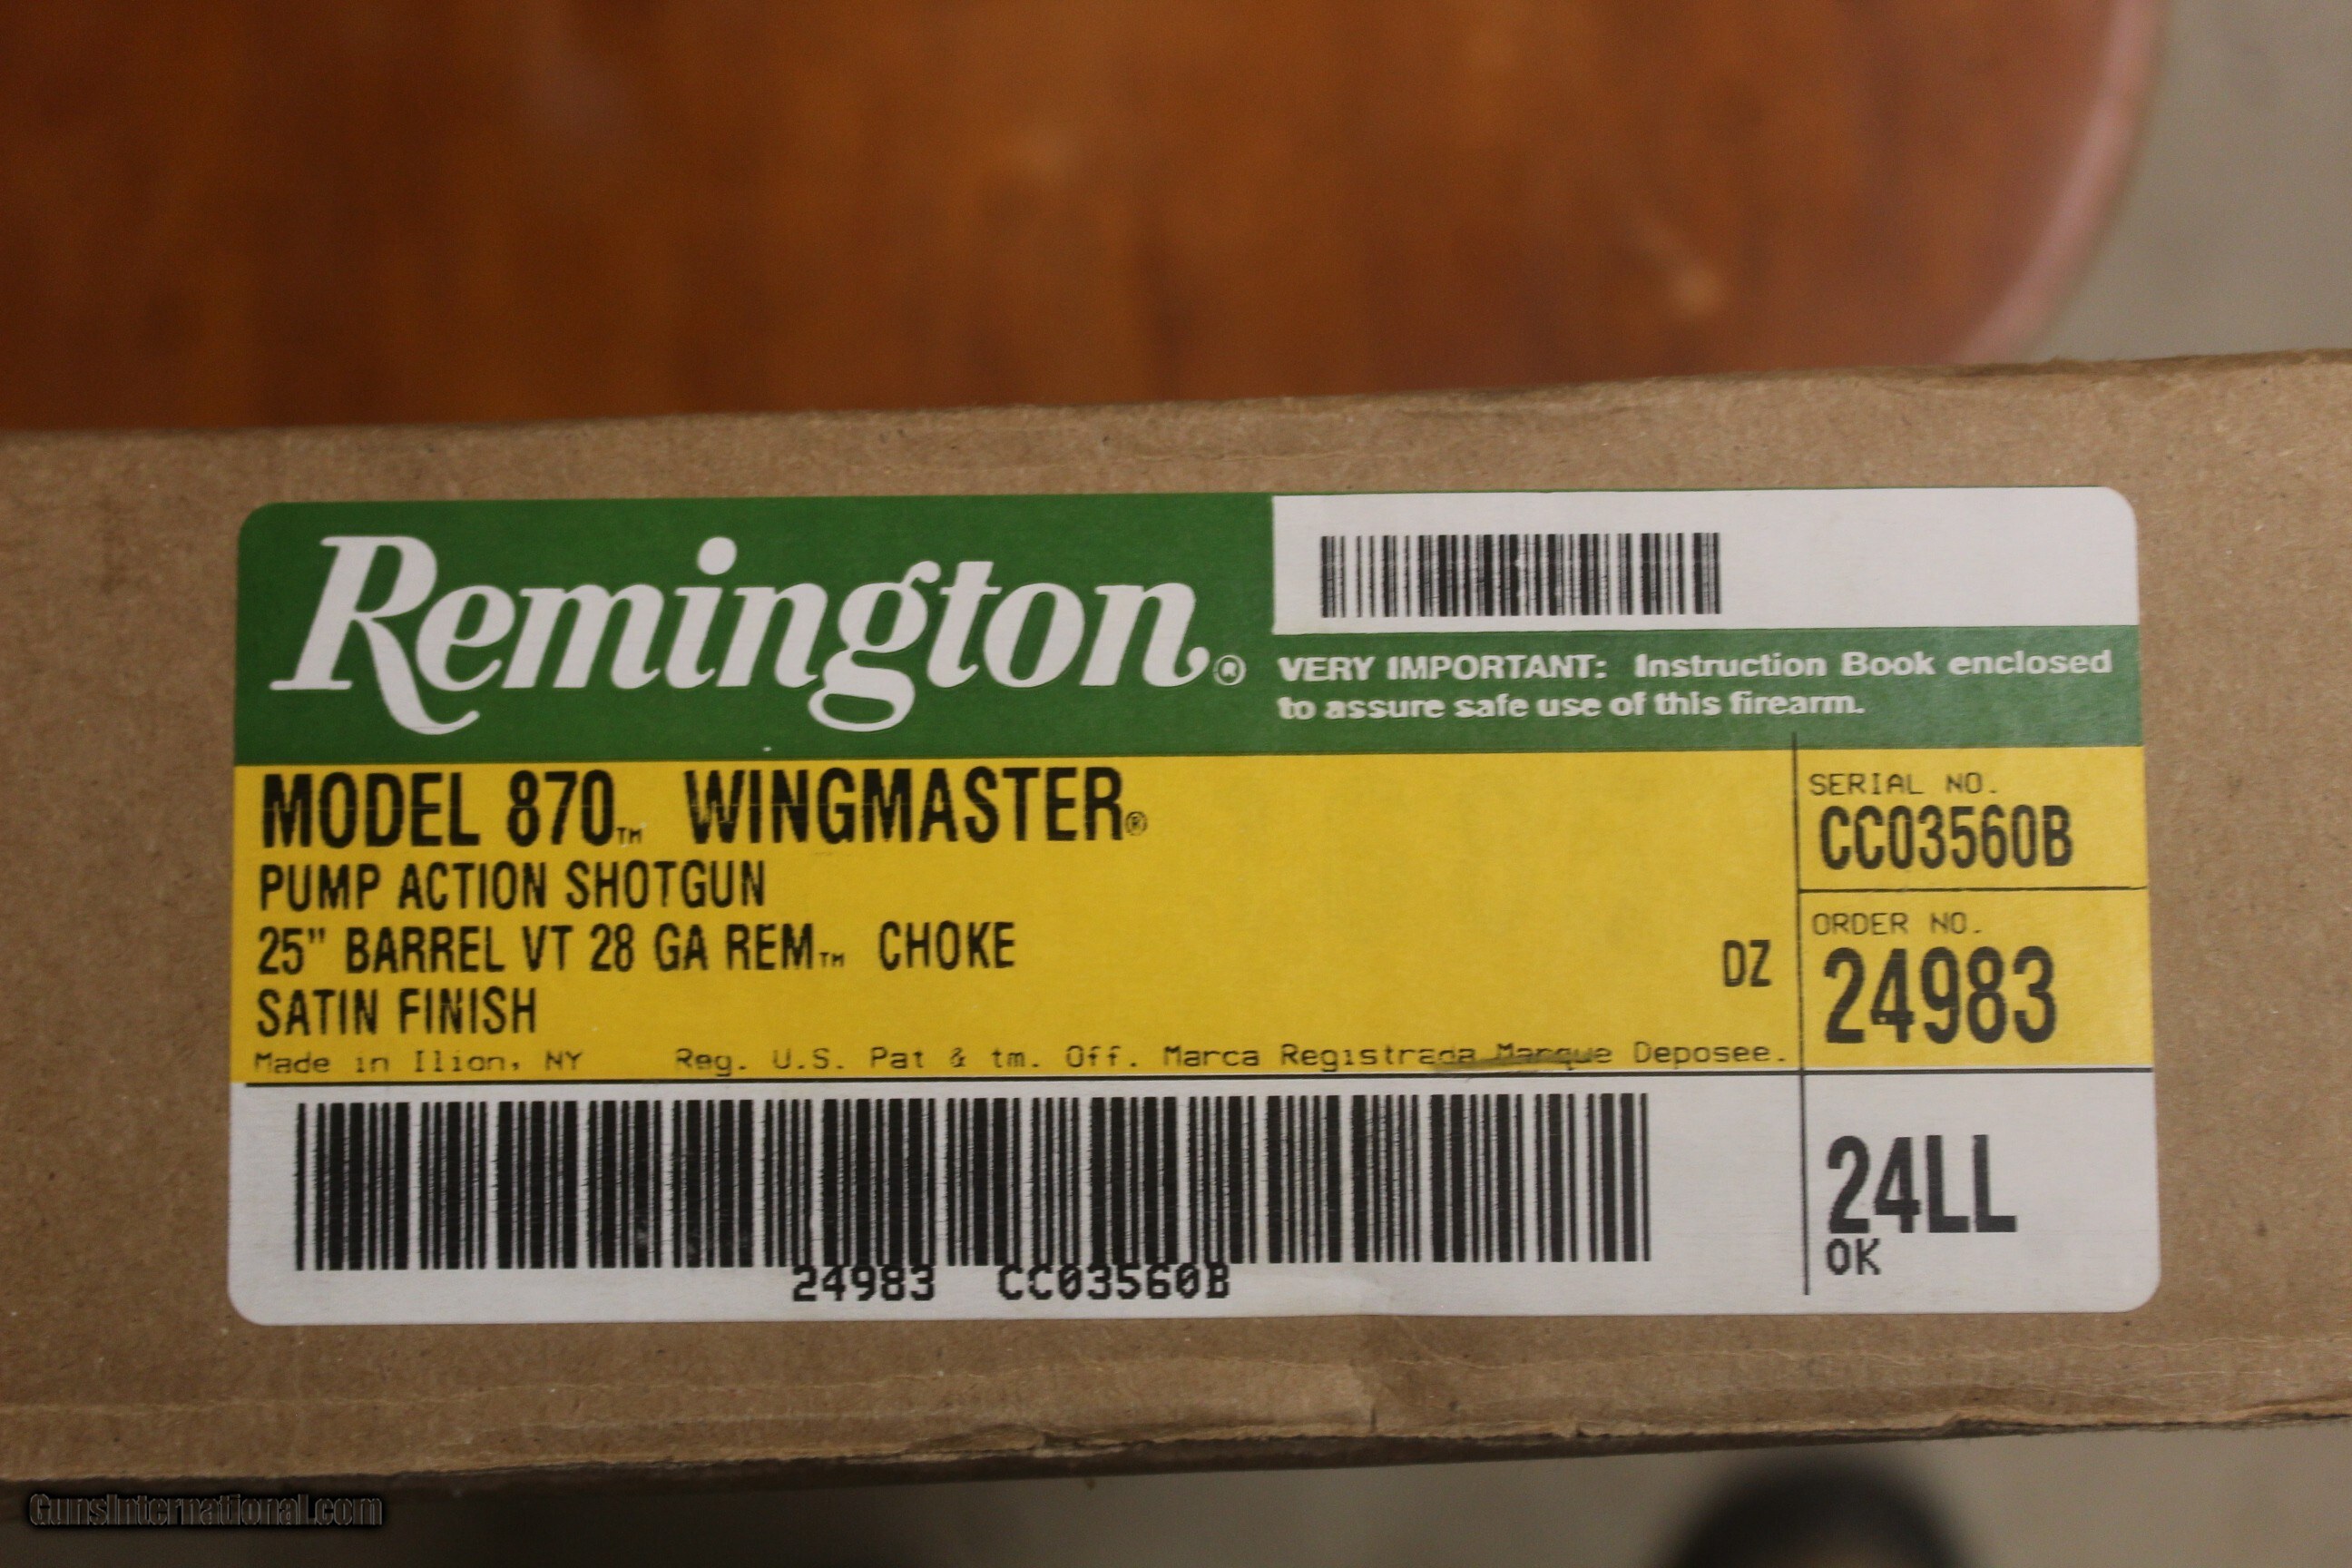 Remington®
VERY IMPORTANT: Instruction Book enclosed
to assure safe use of this firearm.
MODEL 870™ WINGMASTER®
PUMP ACTION SHOTGUN
25" BARREL VT 28 GA REM™ CHOKE
DZ
SATIN FINISH
Made in Ilion, NY Reg. U.S. Pat & tm. Off. Marca Registrada Marque Deposee.
SERIAL NO.
CC03560B
ORDER NO.
24983
24LL
OK
24983 CC03560B
GunsInternational.com